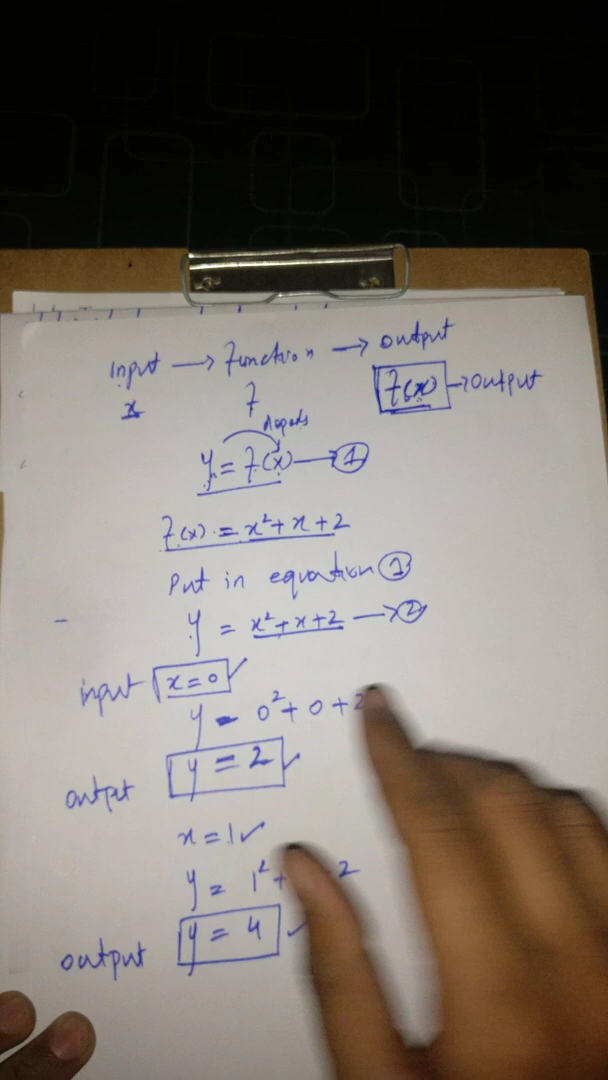 input → function → output
x f f(x) → output
depends
y = f(x) — ①
f(x) = x² + x + 2
Put in equation ①
y = x² + x + 2 → ②
input x = 0 ✓
y = 0² + 0 + 2
output y = 2 ✓
x = 1 ✓
y = 1² + 2
output y = 4 ✓